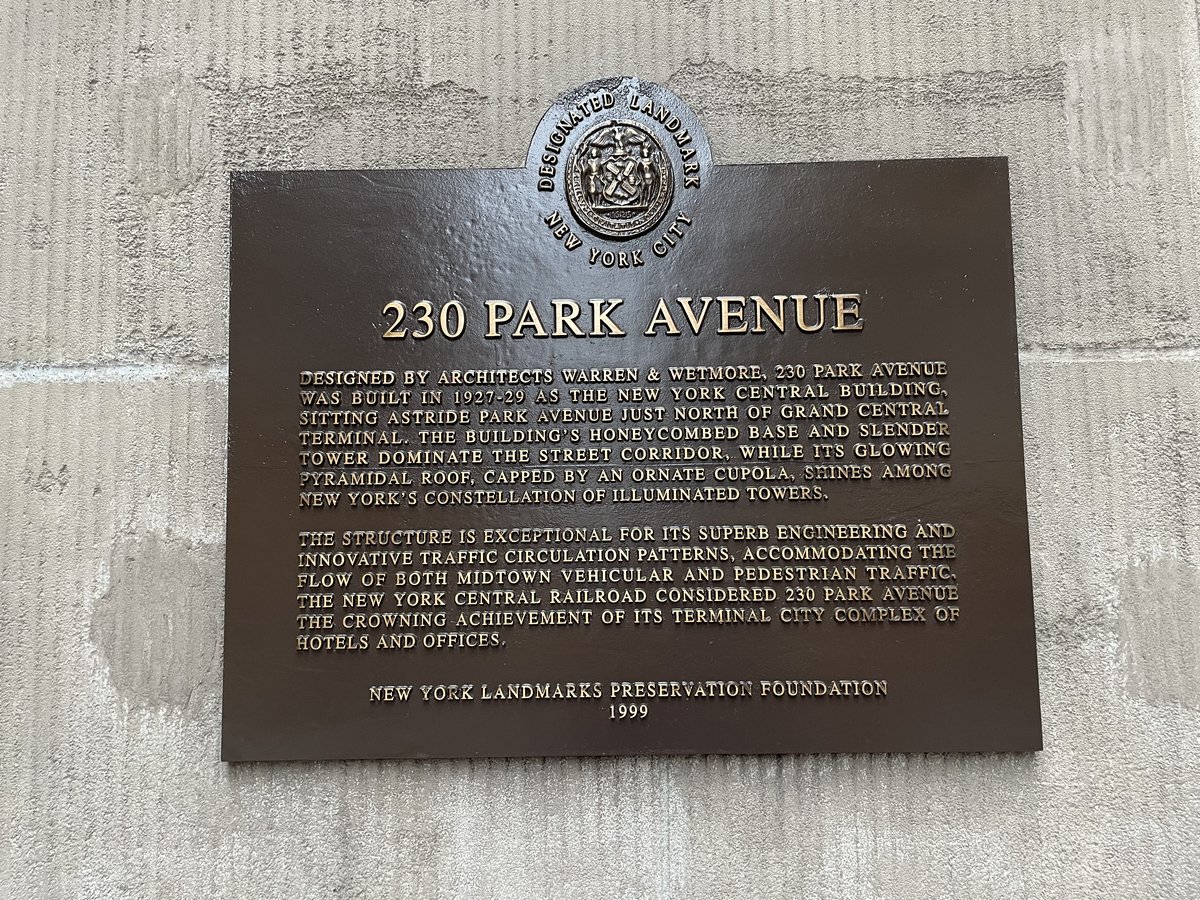 DESIGNATED LANDMARK
NEW YORK CITY
230 PARK AVENUE
DESIGNED BY ARCHITECTS WARREN & WETMORE, 230 PARK AVENUE
WAS BUILT IN 1927-29 AS THE NEW YORK CENTRAL BUILDING,
SITTING ASTRIDE PARK AVENUE JUST NORTH OF GRAND CENTRAL
TERMINAL. THE BUILDING'S HONEYCOMBED BASE AND SLENDER
TOWER DOMINATE THE STREET CORRIDOR, WHILE ITS GLOWING
PYRAMIDAL ROOF, CAPPED BY AN ORNATE CUPOLA, SHINES AMONG
NEW YORK'S CONSTELLATION OF ILLUMINATED TOWERS.
THE STRUCTURE IS EXCEPTIONAL FOR ITS SUPERB ENGINEERING AND
INNOVATIVE TRAFFIC CIRCULATION PATTERNS, ACCOMMODATING THE
FLOW OF BOTH MIDTOWN VEHICULAR AND PEDESTRIAN TRAFFIC.
THE NEW YORK CENTRAL RAILROAD CONSIDERED 230 PARK AVENUE
THE CROWNING ACHIEVEMENT OF ITS TERMINAL CITY COMPLEX OF
HOTELS AND OFFICES.
NEW YORK LANDMARKS PRESERVATION FOUNDATION
1999